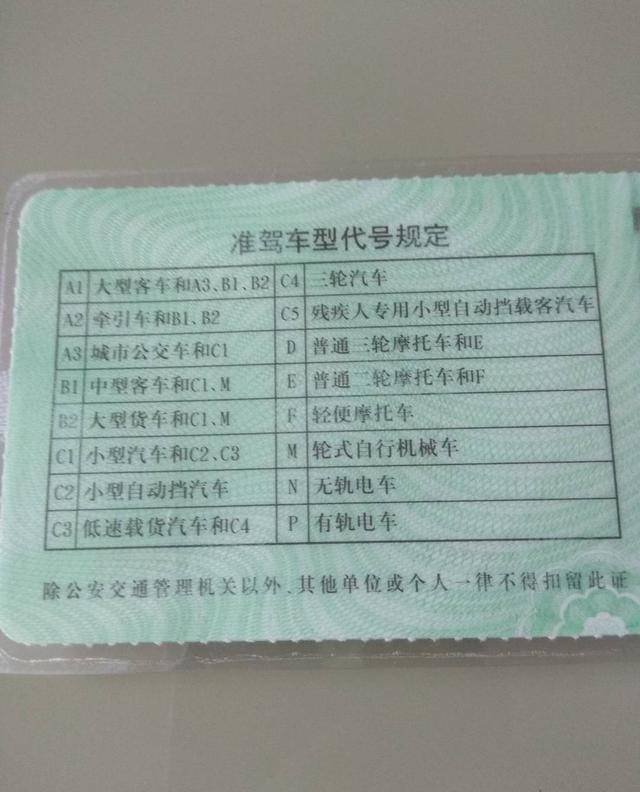 准驾车型代号规定
A1 大型客车和A3、B1、B2 C4 三轮汽车
A2 牵引车和B1、B2 C5 残疾人专用小型自动挡载客汽车
A3 城市公交车和C1 D 普通三轮摩托车和E
B1 中型客车和C1、M E 普通二轮摩托车和F
B2 大型货车和C1、M F 轻便摩托车
C1 小型汽车和C2、C3 M 轮式自行机械车
C2 小型自动挡汽车 N 无轨电车
C3 低速载货汽车和C4 P 有轨电车
除公安交通管理机关以外，其他单位或个人一律不得扣留此证